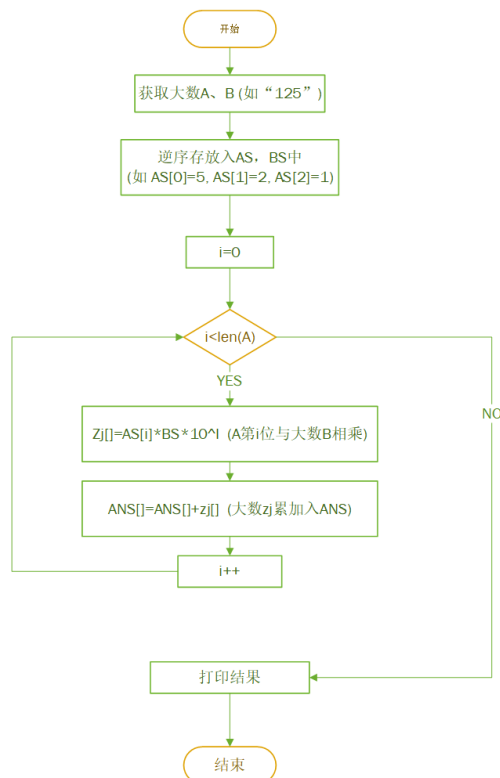 开始
获取大数A、B (如“125”)
逆序存放入AS，BS中
(如 AS[0]=5, AS[1]=2, AS[2]=1)
i=0
i<len(A)
YES
NO
Zj[]=AS[i]*BS*10^I (A第i位与大数B相乘)
ANS[]=ANS[]+zj[] (大数zj累加入ANS)
i++
打印结果
结束